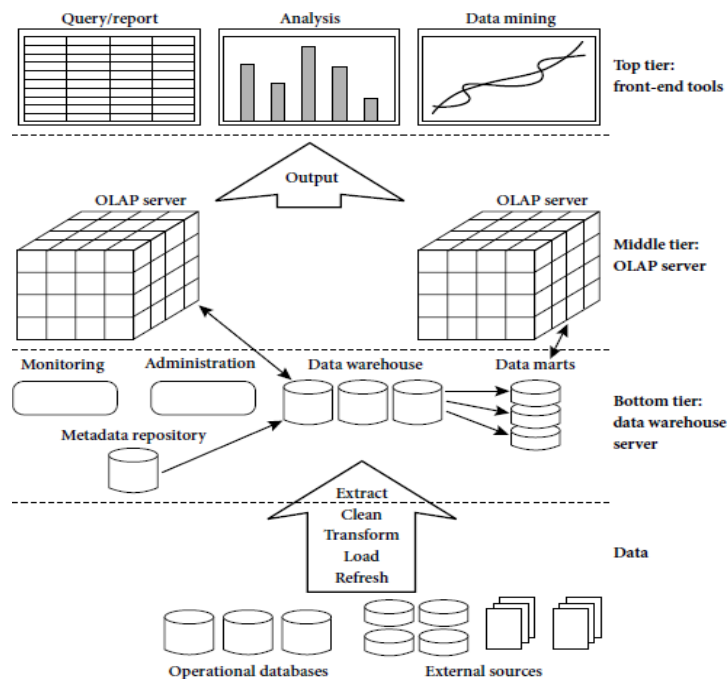 Query/report
Analysis
Data mining
Top tier:
front-end tools
Output
OLAP server
OLAP server
Middle tier:
OLAP server
Monitoring
Administration
Data warehouse
Data marts
Metadata repository
Bottom tier:
data warehouse
server
Extract
Clean
Transform
Load
Refresh
Data
Operational databases
External sources